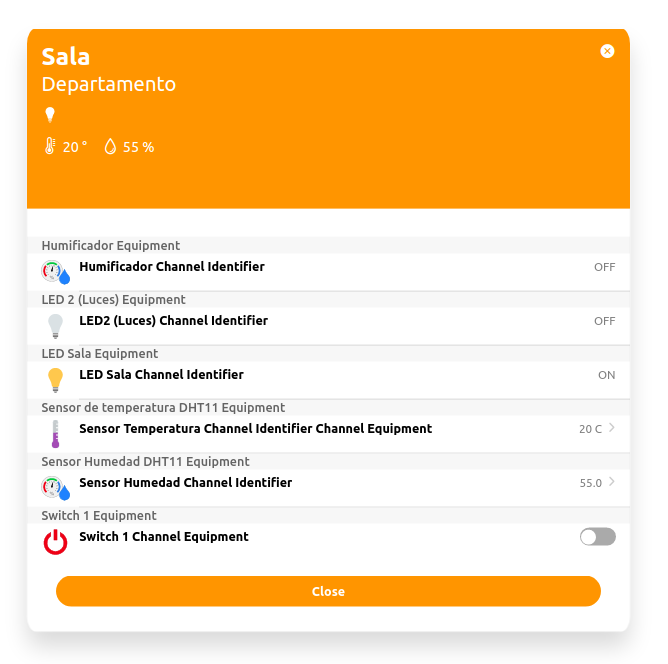 Sala
Departamento
20 °
55 %
Humificador Equipment
Humificador Channel Identifier
OFF
LED 2 (Luces) Equipment
LED2 (Luces) Channel Identifier
OFF
LED Sala Equipment
LED Sala Channel Identifier
ON
Sensor de temperatura DHT11 Equipment
Sensor Temperatura Channel Identifier Channel Equipment
20 C
Sensor Humedad DHT11 Equipment
Sensor Humedad Channel Identifier
55.0
Switch 1 Equipment
Switch 1 Channel Equipment
Close